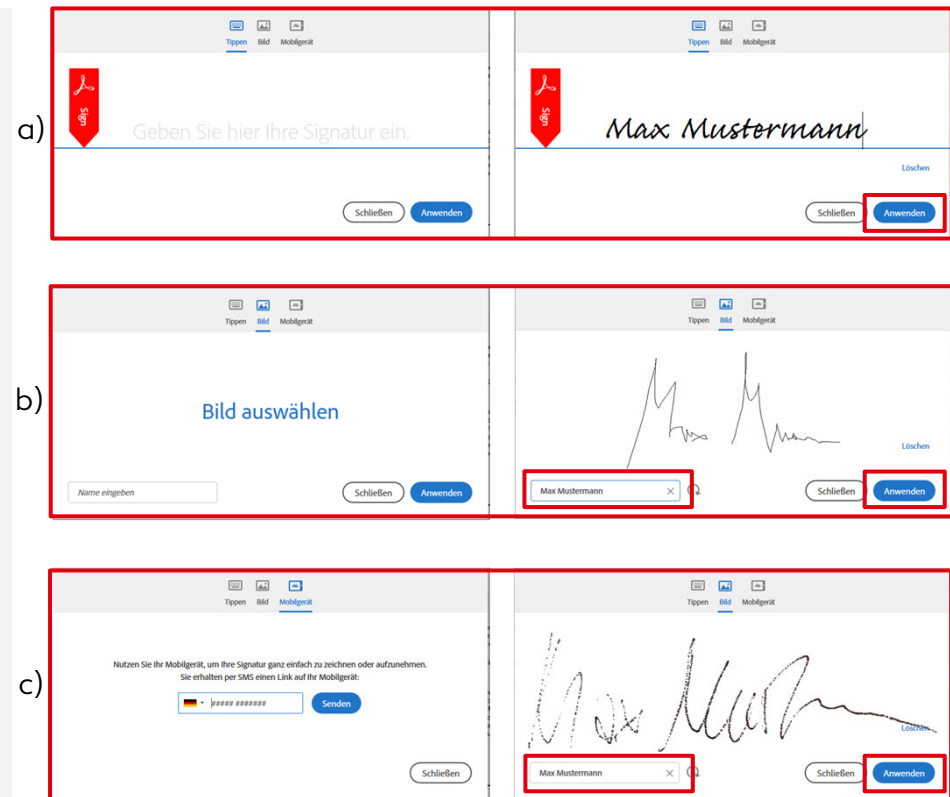 a)
Tippen Bild Mobilgerät
Sign
Geben Sie hier Ihre Signatur ein.
Schließen Anwenden
Tippen Bild Mobilgerät
Sign
Max Mustermann
Löschen
Schließen Anwenden
b)
Tippen Bild Mobilgerät
Bild auswählen
Name eingeben
Schließen Anwenden
Tippen Bild Mobilgerät
Löschen
Max Mustermann
Schließen Anwenden
c)
Tippen Bild Mobilgerät
Nutzen Sie Ihr Mobilgerät, um Ihre Signatur ganz einfach zu zeichnen oder aufzunehmen.
Sie erhalten per SMS einen Link auf Ihr Mobilgerät:
##### ####### Senden
Schließen
Tippen Bild Mobilgerät
Löschen
Max Mustermann
Schließen Anwenden